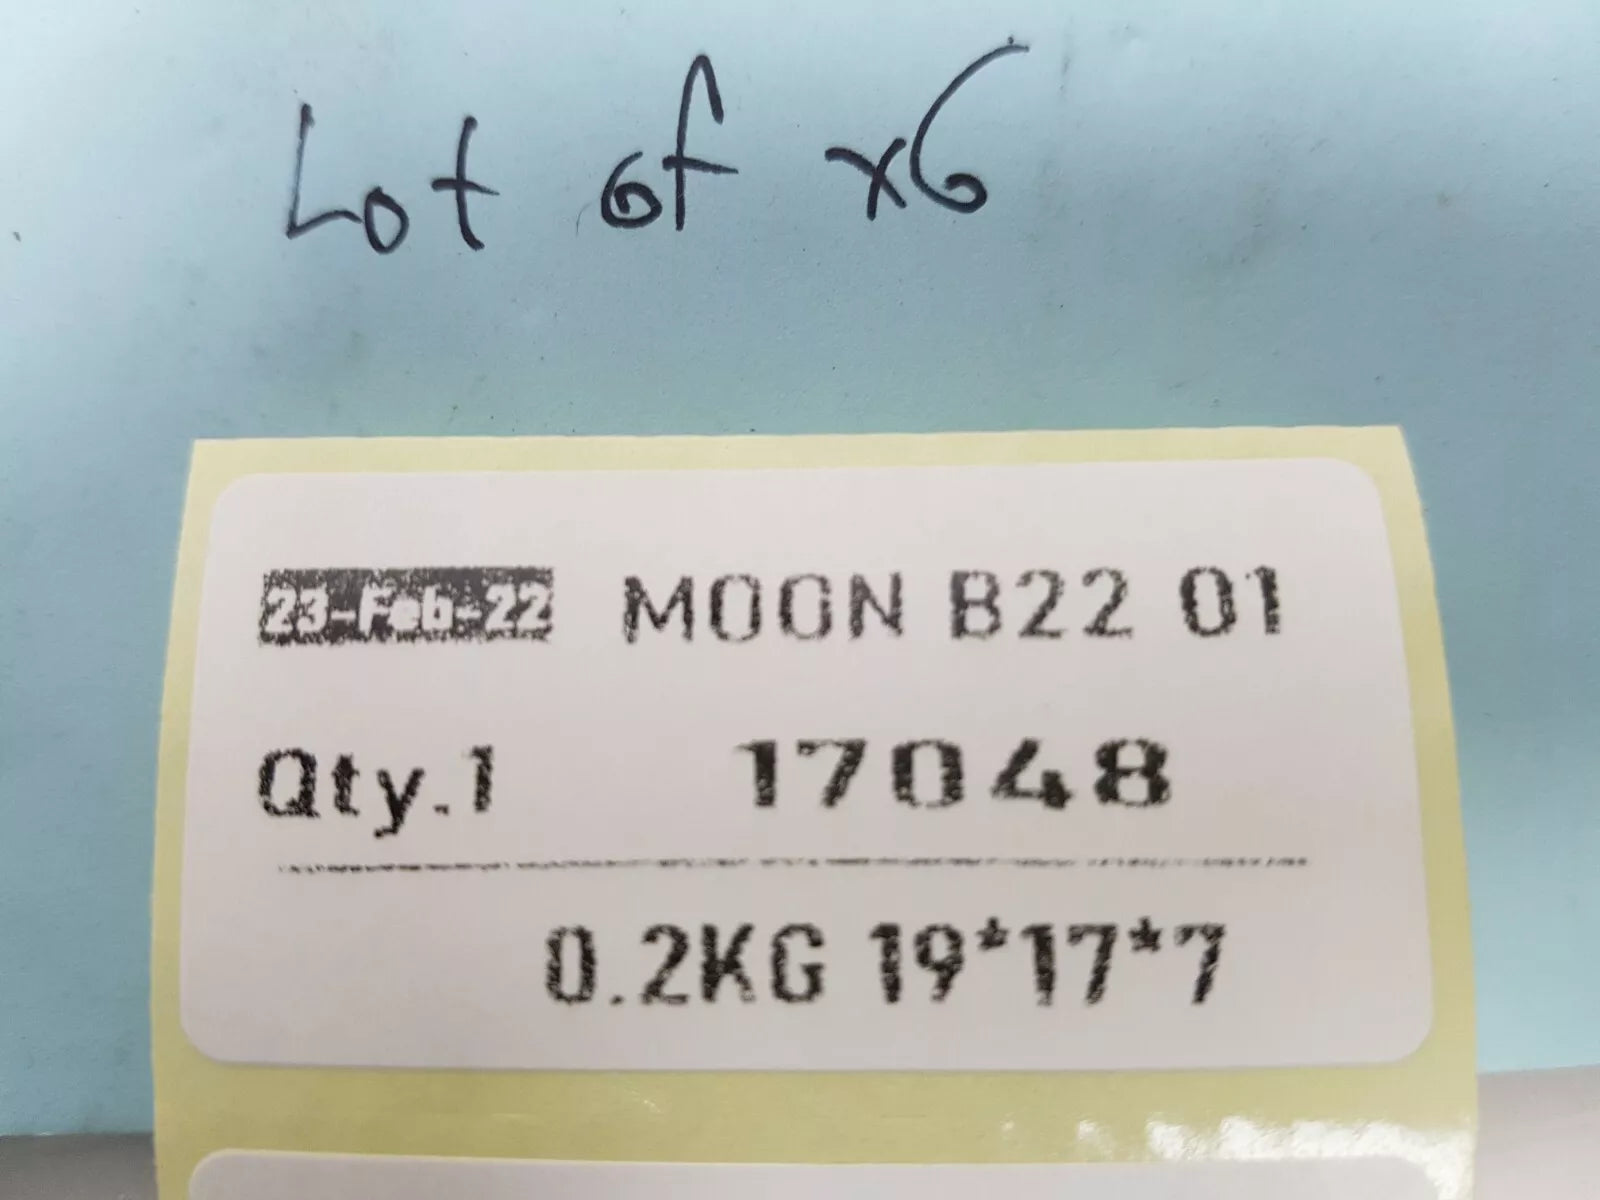 Lot of x6
23-Feb-22 MOON B22 01
Qty.1 17048
0.2KG 19*17*7